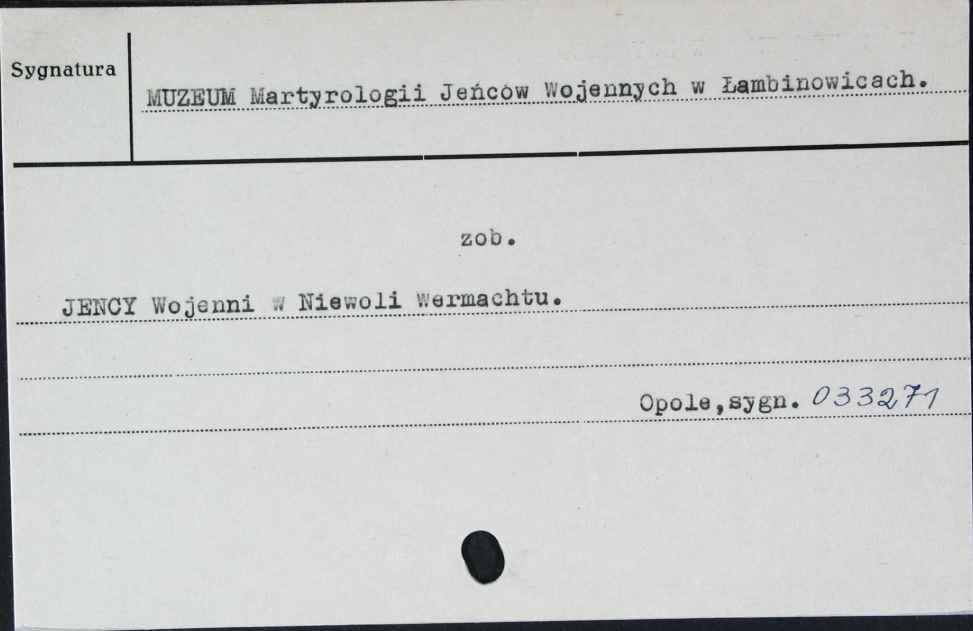 Sygnatura
MUZEUM Martyrologii Jeńców Wojennych w Łambinowicach.
zob.
JENCY Wojenni w Niewoli Wermachtu.
Opole,sygn. 033271